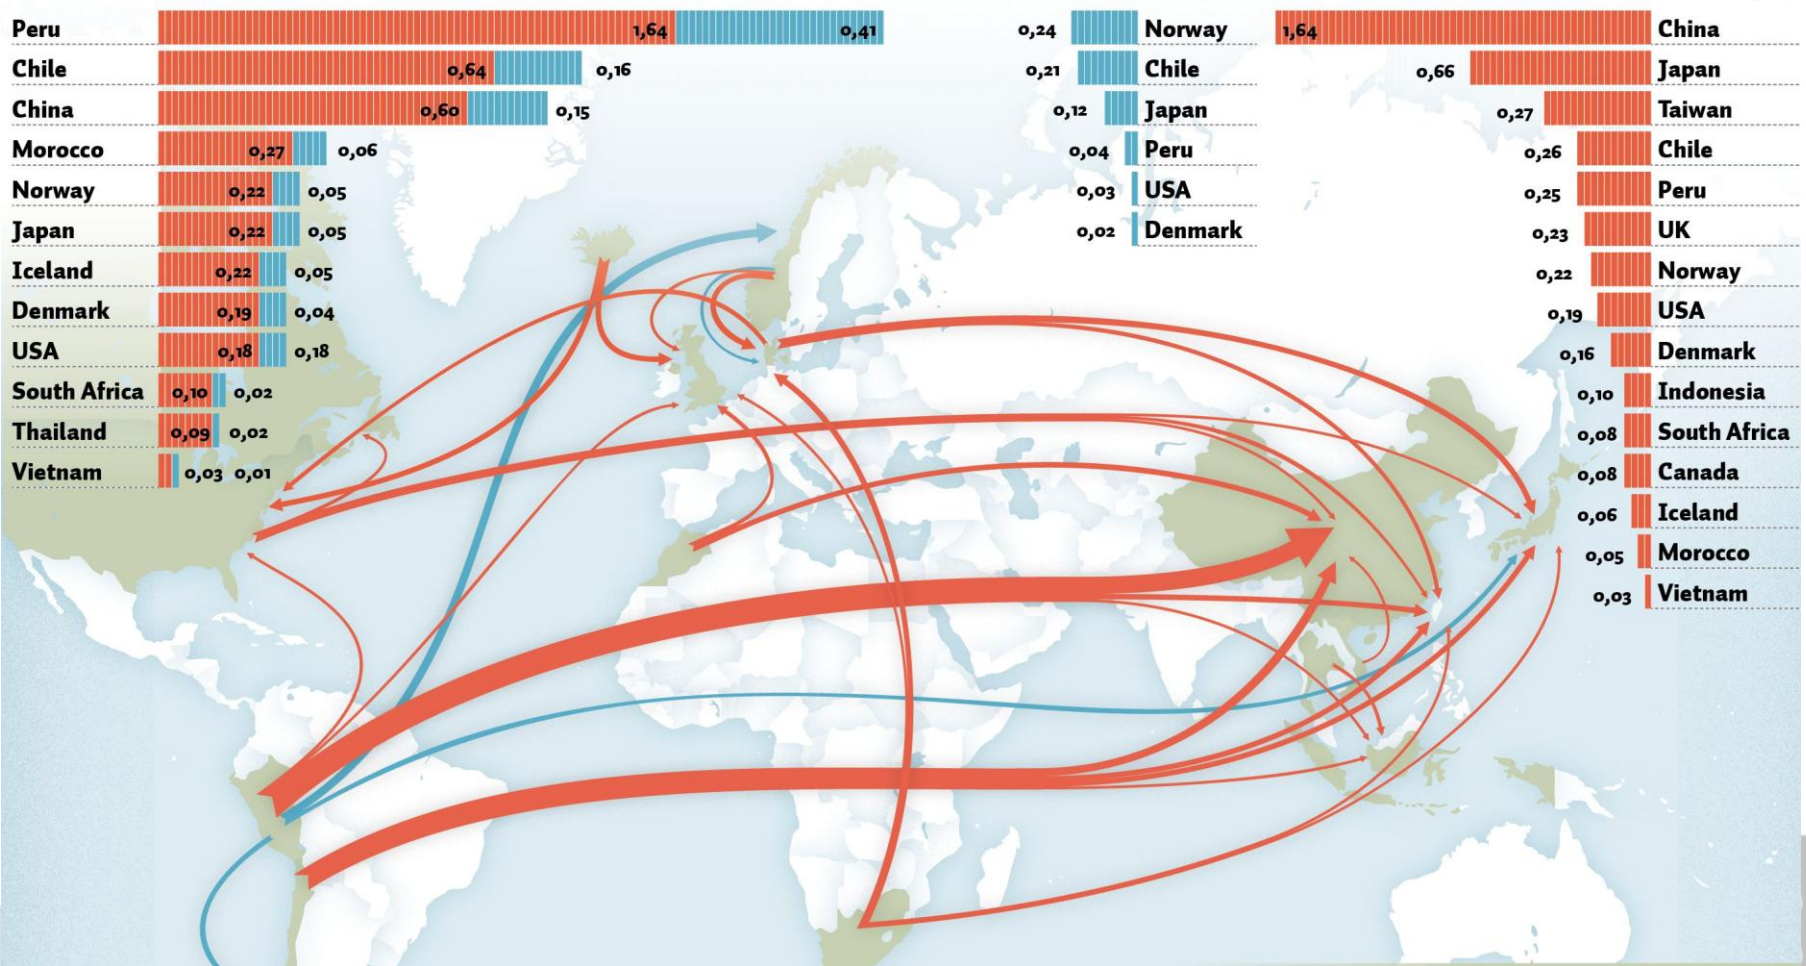 Peru 1,64 0,41
Chile 0,64 0,16
China 0,60 0,15
Morocco 0,27 0,06
Norway 0,22 0,05
Japan 0,22 0,05
Iceland 0,22 0,05
Denmark 0,19 0,04
USA 0,18 0,18
South Africa 0,10 0,02
Thailand 0,09 0,02
Vietnam 0,03 0,01
0,24 Norway
0,21 Chile
0,12 Japan
0,04 Peru
0,03 USA
0,02 Denmark
1,64 China
0,66 Japan
0,27 Taiwan
0,26 Chile
0,25 Peru
0,23 UK
0,22 Norway
0,19 USA
0,16 Denmark
0,10 Indonesia
0,08 South Africa
0,08 Canada
0,06 Iceland
0,05 Morocco
0,03 Vietnam